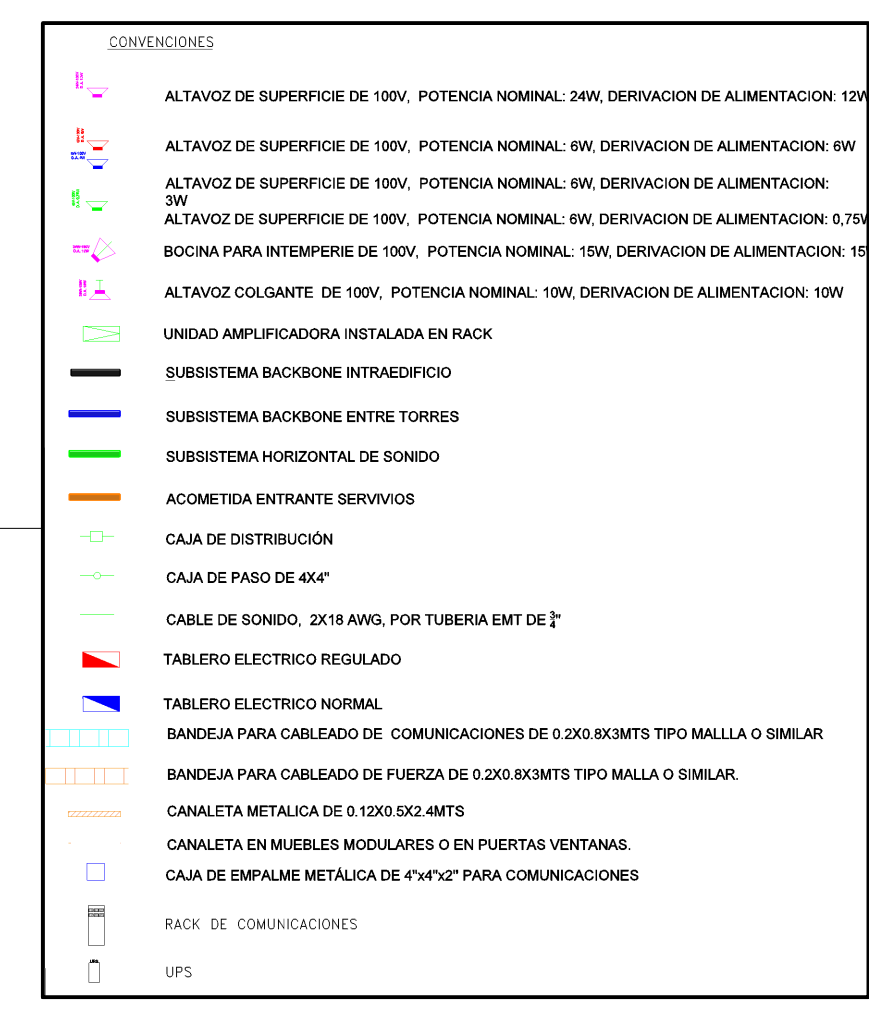 CONVENCIONES
ALTAVOZ DE SUPERFICIE DE 100V, POTENCIA NOMINAL: 24W, DERIVACION DE ALIMENTACION: 12W
ALTAVOZ DE SUPERFICIE DE 100V, POTENCIA NOMINAL: 6W, DERIVACION DE ALIMENTACION: 6W
ALTAVOZ DE SUPERFICIE DE 100V, POTENCIA NOMINAL: 6W, DERIVACION DE ALIMENTACION:
3W
ALTAVOZ DE SUPERFICIE DE 100V, POTENCIA NOMINAL: 6W, DERIVACION DE ALIMENTACION: 0,75W
BOCINA PARA INTEMPERIE DE 100V, POTENCIA NOMINAL: 15W, DERIVACION DE ALIMENTACION: 15
ALTAVOZ COLGANTE DE 100V, POTENCIA NOMINAL: 10W, DERIVACION DE ALIMENTACION: 10W
UNIDAD AMPLIFICADORA INSTALADA EN RACK
SUBSISTEMA BACKBONE INTRAEDIFICIO
SUBSISTEMA BACKBONE ENTRE TORRES
SUBSISTEMA HORIZONTAL DE SONIDO
ACOMETIDA ENTRANTE SERVIVIOS
CAJA DE DISTRIBUCIÓN
CAJA DE PASO DE 4X4"
CABLE DE SONIDO, 2X18 AWG, POR TUBERIA EMT DE 3/4"
TABLERO ELECTRICO REGULADO
TABLERO ELECTRICO NORMAL
BANDEJA PARA CABLEADO DE COMUNICACIONES DE 0.2X0.8X3MTS TIPO MALLLA O SIMILAR
BANDEJA PARA CABLEADO DE FUERZA DE 0.2X0.8X3MTS TIPO MALLA O SIMILAR.
CANALETA METALICA DE 0.12X0.5X2.4MTS
CANALETA EN MUEBLES MODULARES O EN PUERTAS VENTANAS.
CAJA DE EMPALME METÁLICA DE 4"x4"x2" PARA COMUNICACIONES
RACK DE COMUNICACIONES
UPS
UPS